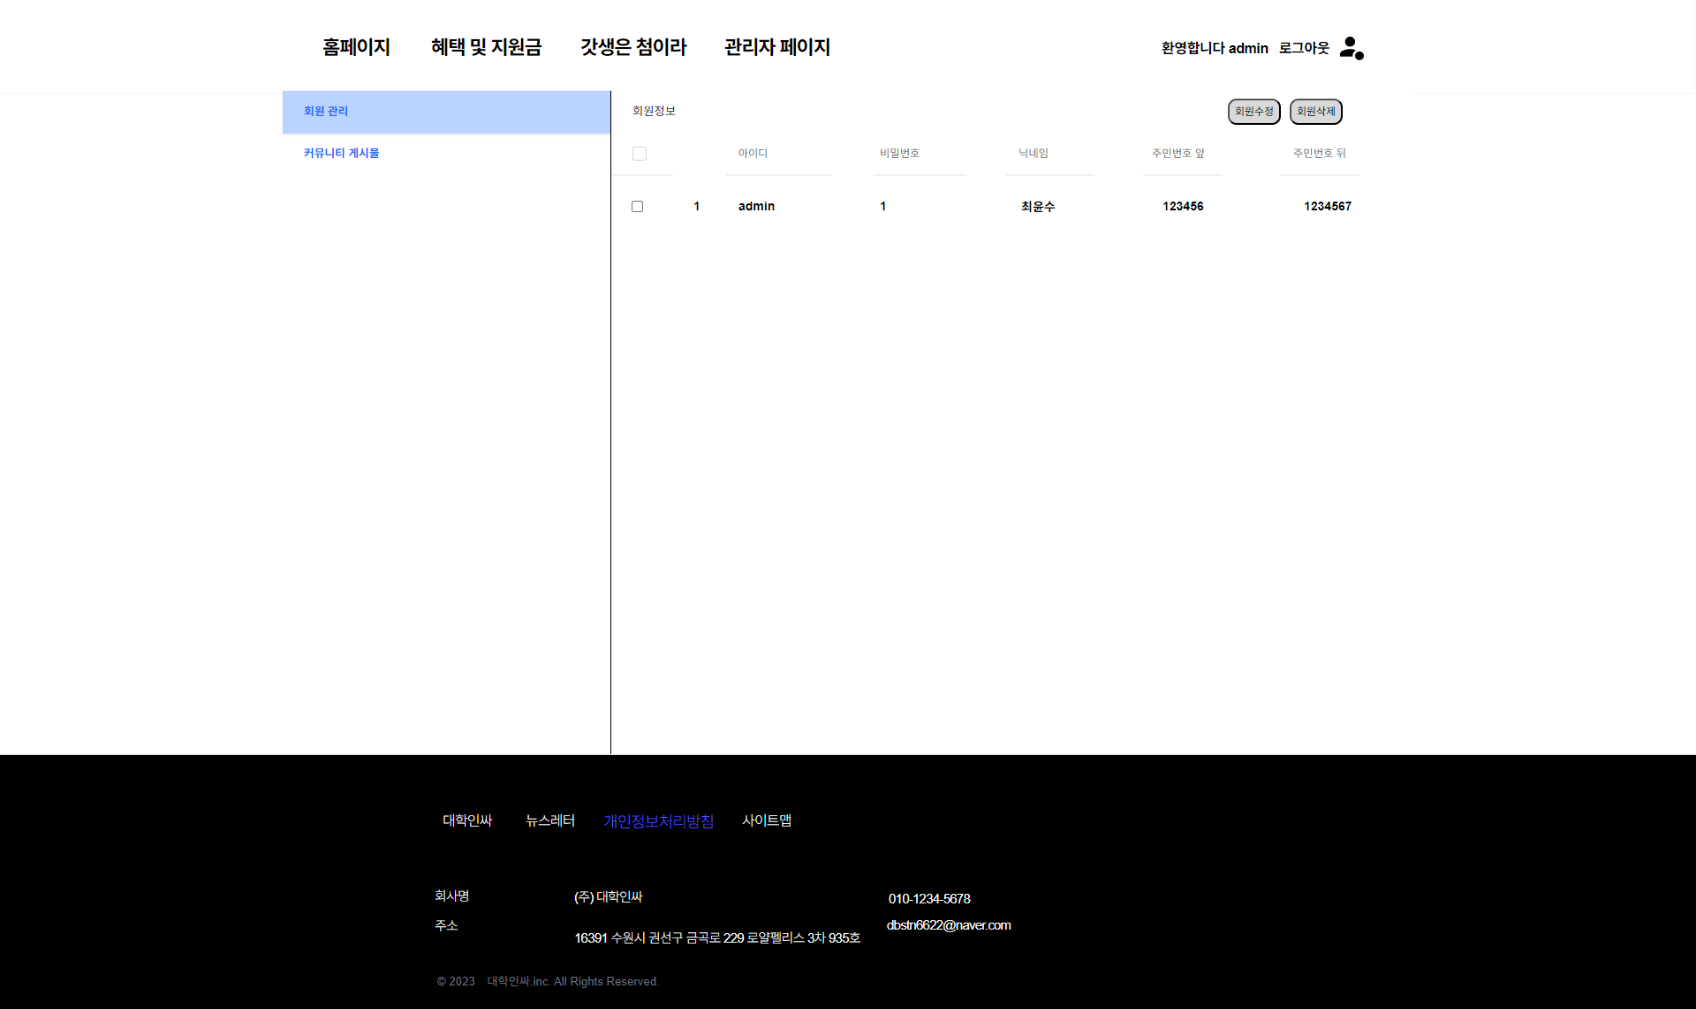 홈페이지 혜택 및 지원금 갓생은 첨이라 관리자 페이지 환영합니다 admin 로그아웃
회원 관리 회원정보 회원수정 회원삭제
커뮤니티 게시물 아이디 비밀번호 닉네임 주민번호 앞 주민번호 뒤
1 admin 1 최윤수 123456 1234567
대학인싸 뉴스레터 개인정보처리방침 사이트맵
회사명 (주) 대학인싸 010-1234-5678
주소 dbstn6622@naver.com
16391 수원시 권선구 금곡로 229 로얄펠리스 3차 935호
© 2023 대학인싸.inc. All Rights Reserved.